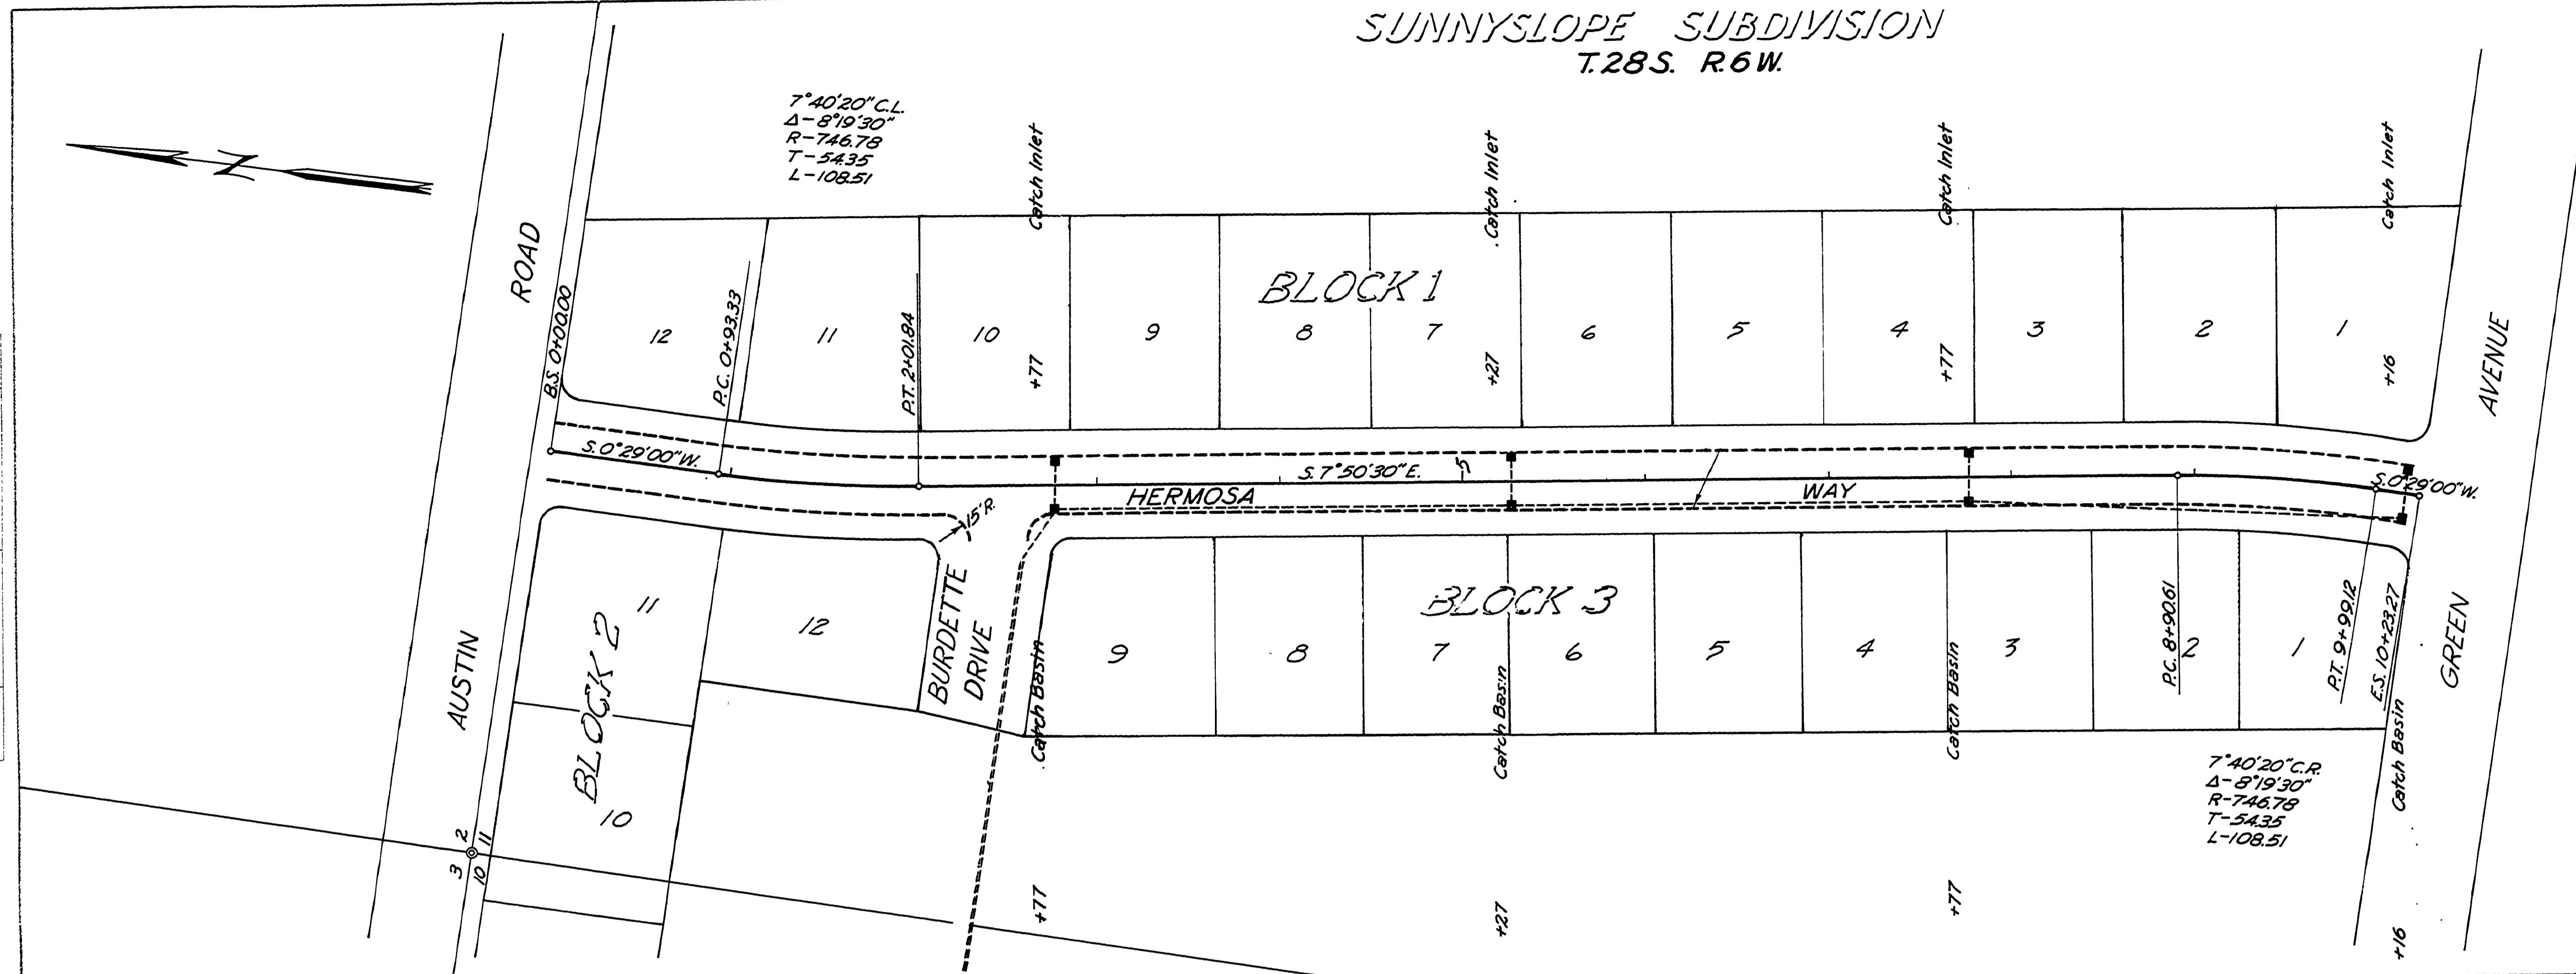 SUNNYSLOPE SUBDIVISION
T.28S. R.6W.
7°40'20" C.L.
Δ-8°19'30"
R-746.78
T-54.35
L-108.51
N
Catch Inlet
Catch Inlet
Catch Inlet
Catch Inlet
ROAD
AUSTIN
B.S. 0+00.00
P.C. 0+93.33
P.T. 2+01.84
BLOCK 1
12
11
10
9
8
7
6
5
4
3
2
1
+77
+27
+77
+16
AVENUE
GREEN
S.0°29'00"W.
S.7°50'30"E.
5
S.0°29'00"W.
HERMOSA WAY
15'R.
BURDETTE
DRIVE
BLOCK 2
11
12
10
BLOCK 3
9
8
7
6
5
4
3
2
1
P.C. 8+90.61
P.T. 9+99.12
E.S. 10+23.27
Catch Basin
Catch Basin
Catch Basin
Catch Basin
7°40'20" C.R.
Δ-8°19'30"
R-746.78
T-54.35
L-108.51
2
11
3
10
+77
+27
+77
+16